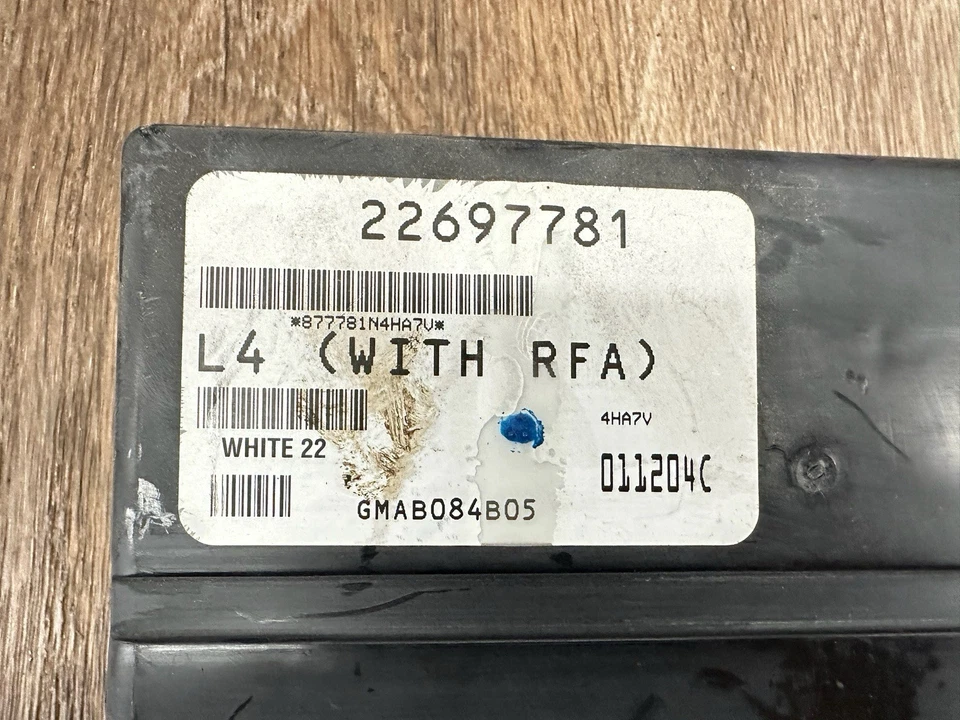 22697781
*877781N4HA7V*
L4 (WITH RFA)
4HA7V
WHITE 22
011204C
GMAB084B05